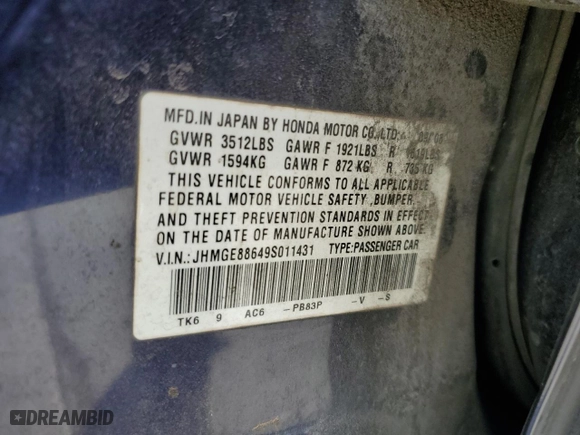 MFD.IN JAPAN BY HONDA MOTOR CO.,LTD.
GVWR 3512LBS GAWR F 1921LBS R
GVWR 1594KG GAWR F 872 KG R 735 KG
THIS VEHICLE CONFORMS TO ALL APPLICABLE
FEDERAL MOTOR VEHICLE SAFETY ,BUMPER,
AND THEFT PREVENTION STANDARDS IN EFFECT
ON THE DATE OF MANUFACTURE SHOWN ABOVE.
V.I.N.:JHMGE88649S011431 TYPE:PASSENGER CAR
TK6 9 AC6 -PB83P -V -S
DREAMBID